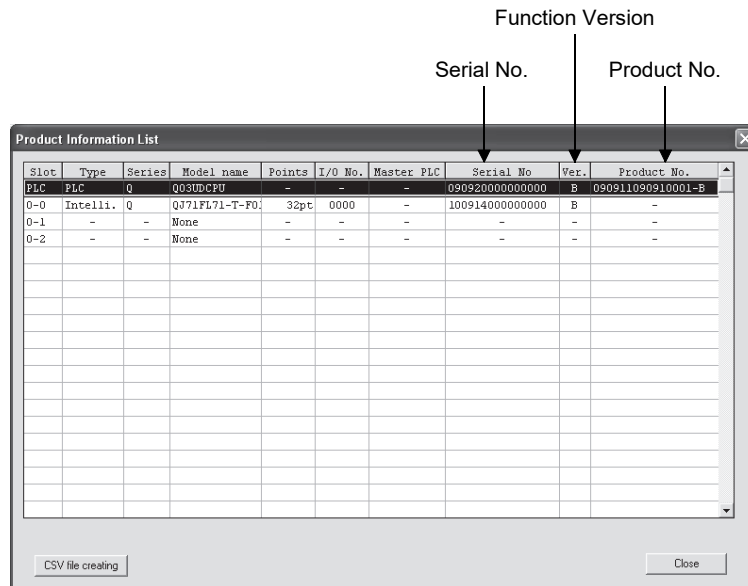 Function Version
Serial No. Product No.
Product Information List
Slot Type Series Model name Points I/O No. Master PLC Serial No Ver. Product No.
PLC PLC Q Q03UDCPU - - - 090920000000000 B 090911090910001-B
0-0 Intelli. Q QJ71FL71-T-F01 32pt 0000 - 100914000000000 B -
0-1 - - None - - - - - -
0-2 - - None - - - - - -
CSV file creating Close